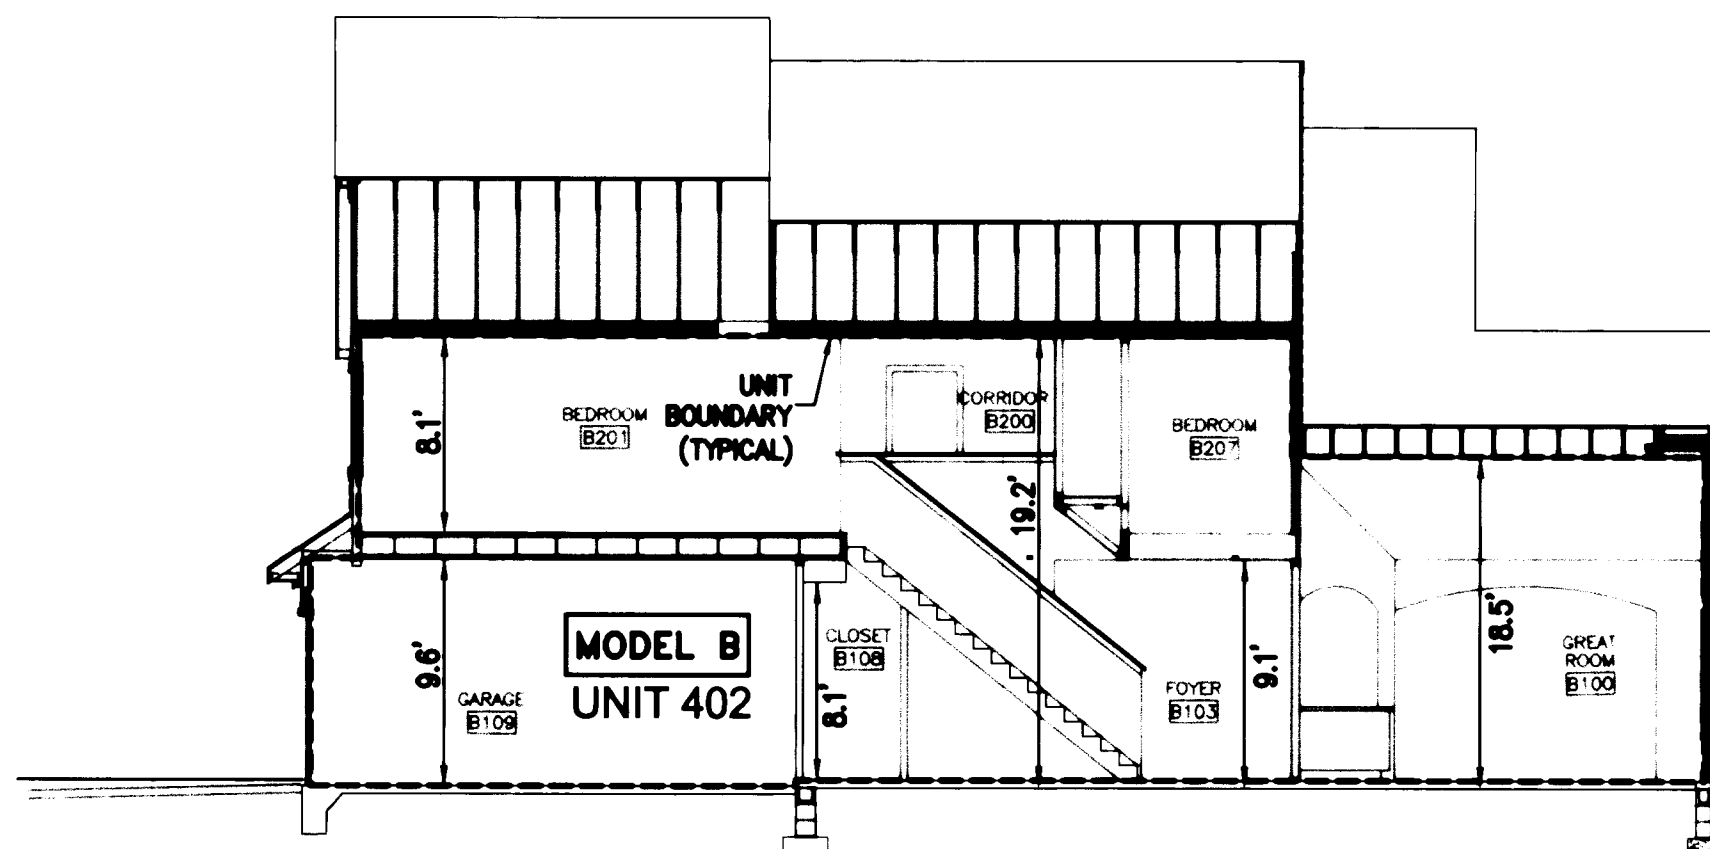 UNIT
BOUNDARY
(TYPICAL)
BEDROOM
B201
8.1'
CORRIDOR
B200
BEDROOM
B207
19.2'
MODEL B
UNIT 402
9.6'
GARAGE
B109
CLOSET
B108
8.1'
FOYER
B103
9.1'
18.5'
GREAT
ROOM
B100